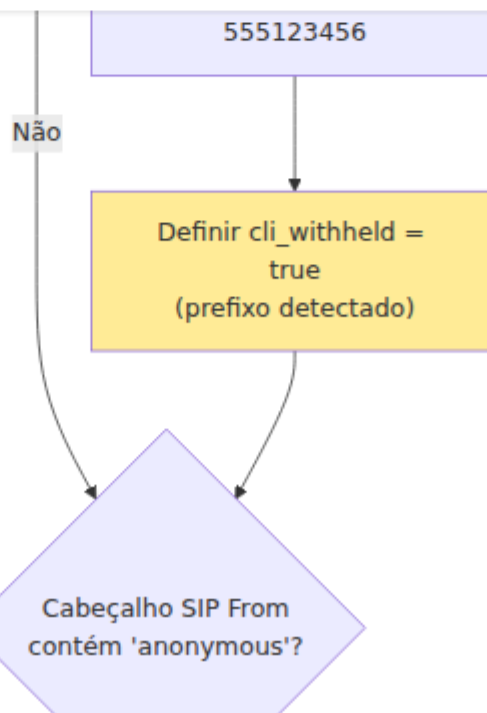 555123456
Não
Definir cli_withheld =
true
(prefixo detectado)
Cabeçalho SIP From
contém 'anonymous'?